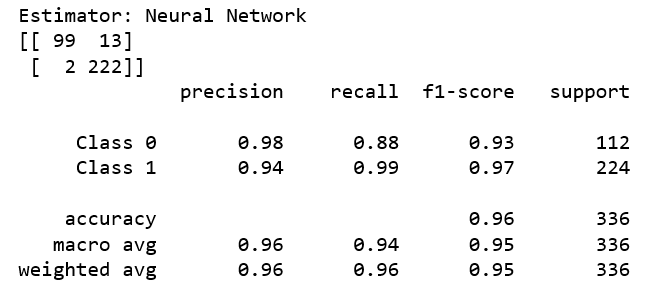 Estimator: Neural Network
[[ 99  13]
 [  2 222]]
              precision    recall  f1-score   support

     Class 0       0.98      0.88      0.93       112
     Class 1       0.94      0.99      0.97       224

    accuracy                           0.96       336
   macro avg       0.96      0.94      0.95       336
weighted avg       0.96      0.96      0.95       336